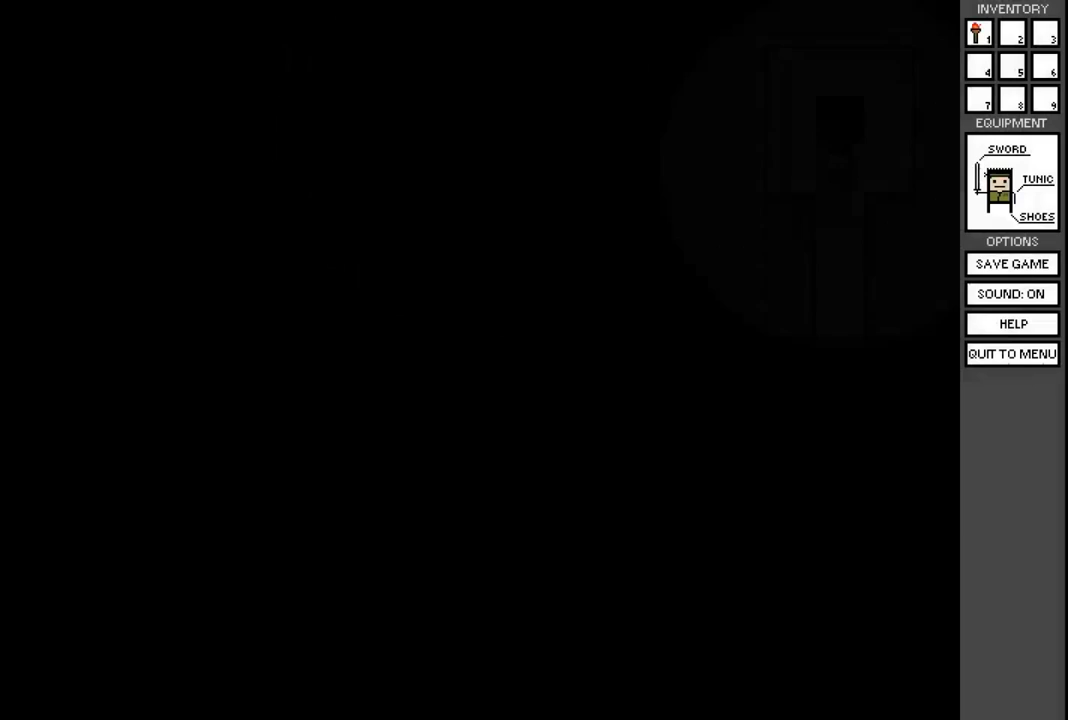 INVENTORY
1 2 3
4 5 6
7 8 9
EQUIPMENT
SWORD
TUNIC
SHOES
OPTIONS
SAVE GAME
SOUND: ON
HELP
QUIT TO MENU